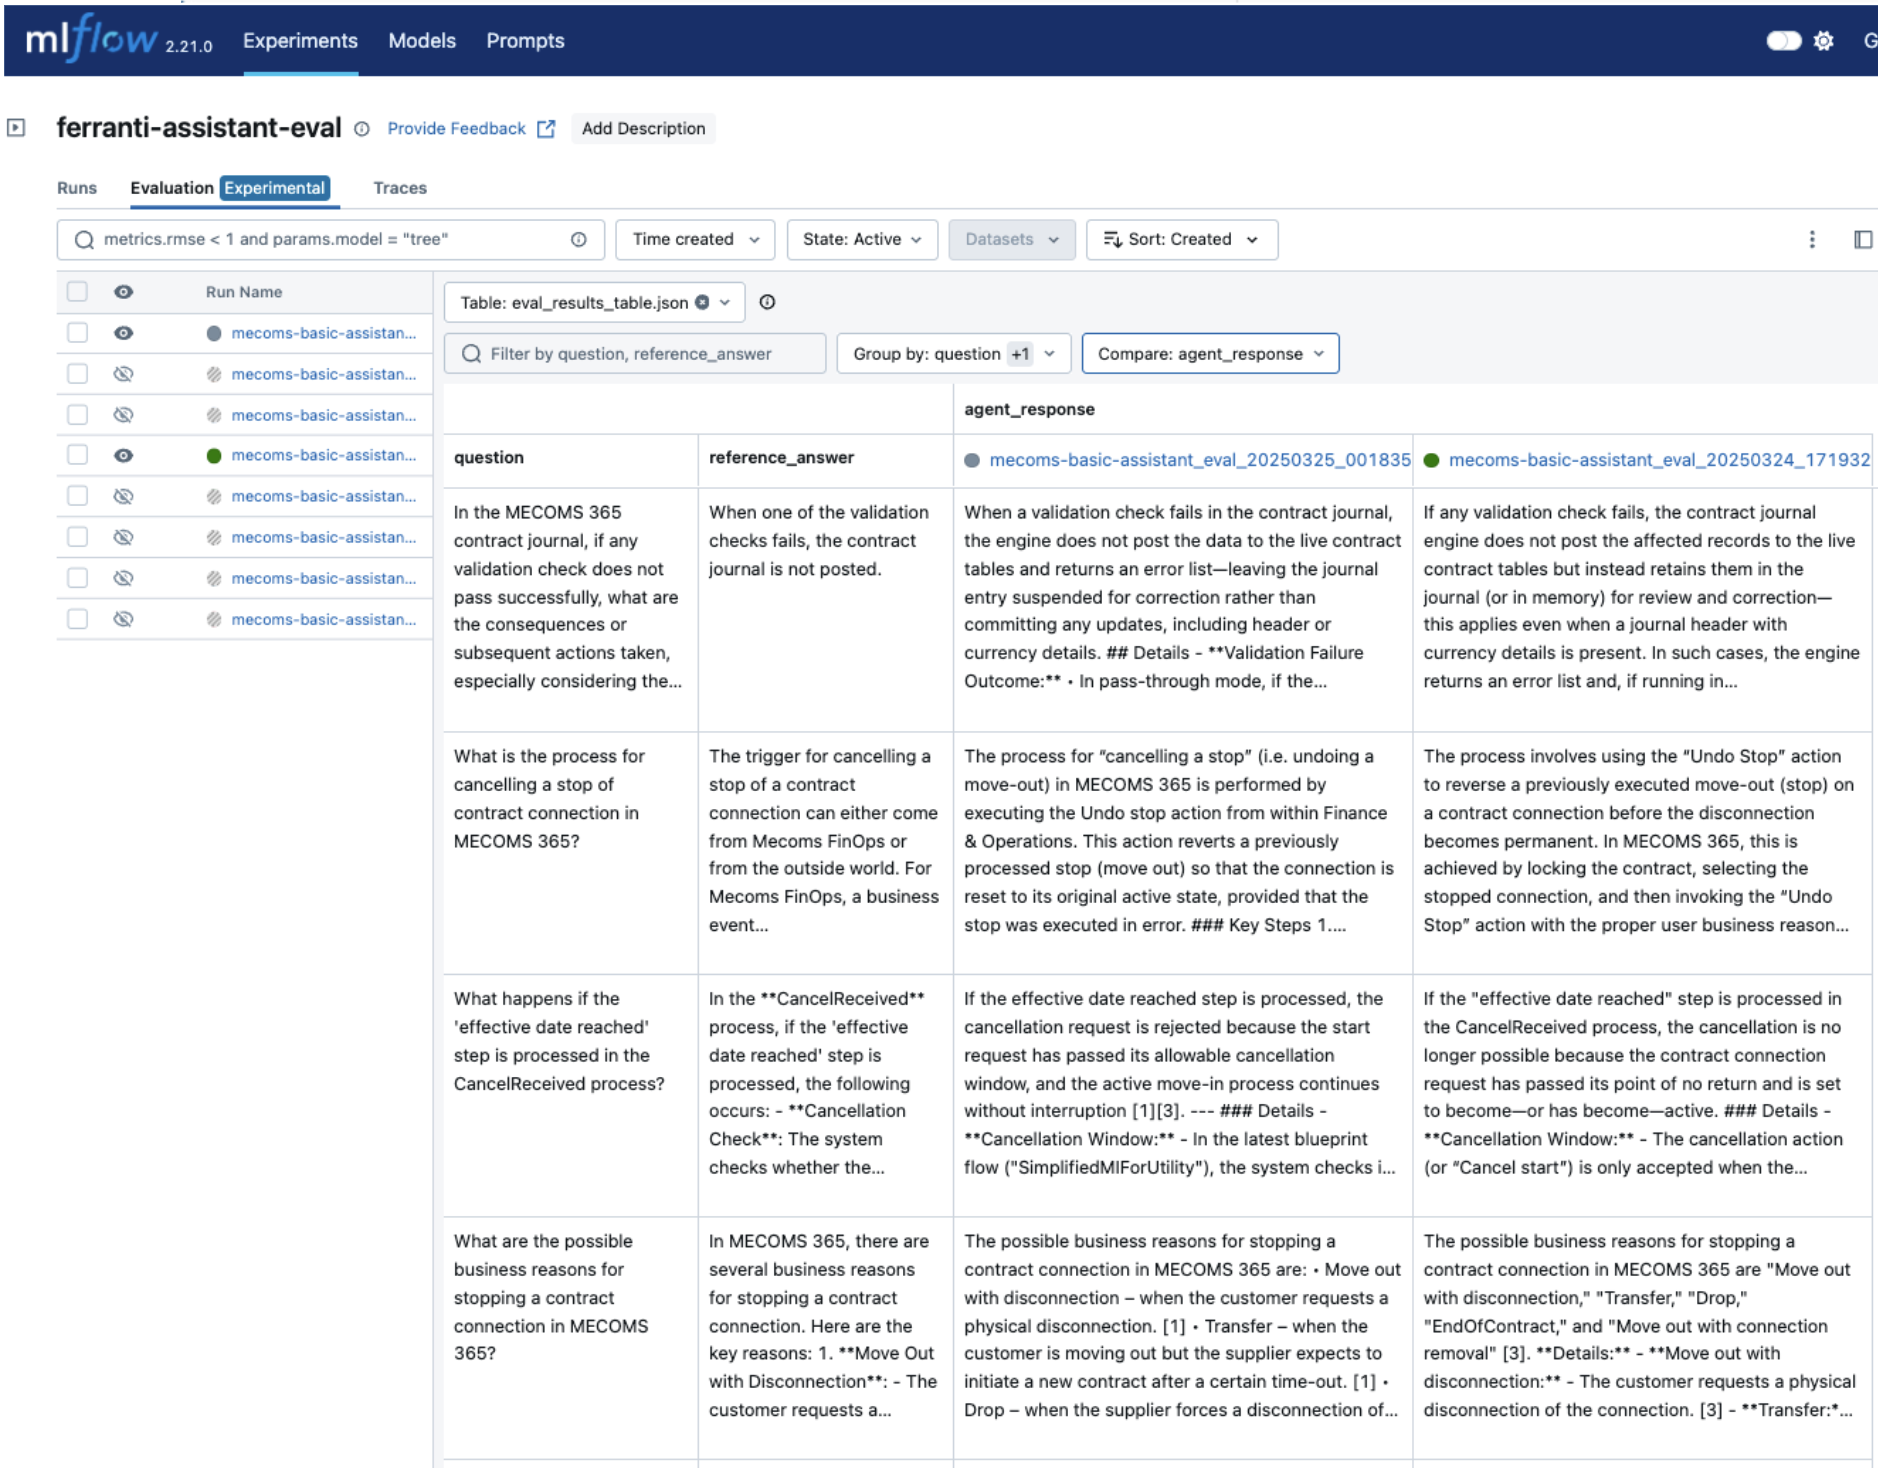 mlflow 2.21.0 Experiments Models Prompts
ferranti-assistant-eval Provide Feedback Add Description
Runs Evaluation Experimental Traces
metrics.rmse < 1 and params.model = "tree" Time created State: Active Datasets Sort: Created
Run Name
mecoms-basic-assistan...
mecoms-basic-assistan...
mecoms-basic-assistan...
mecoms-basic-assistan...
mecoms-basic-assistan...
mecoms-basic-assistan...
mecoms-basic-assistan...
mecoms-basic-assistan...
Table: eval_results_table.json
Filter by question, reference_answer Group by: question +1 Compare: agent_response
agent_response
question
reference_answer
mecoms-basic-assistant_eval_20250325_001835
mecoms-basic-assistant_eval_20250324_171932
In the MECOMS 365
contract journal, if any
validation check does not
pass successfully, what are
the consequences or
subsequent actions taken,
especially considering the...
When one of the validation
checks fails, the contract
journal is not posted.
When a validation check fails in the contract journal,
the engine does not post the data to the live contract
tables and returns an error list—leaving the journal
entry suspended for correction rather than
committing any updates, including header or
currency details. ## Details - **Validation Failure
Outcome:** • In pass-through mode, if the...
If any validation check fails, the contract journal
engine does not post the affected records to the live
contract tables but instead retains them in the
journal (or in memory) for review and correction—
this applies even when a journal header with
currency details is present. In such cases, the engine
returns an error list and, if running in...
What is the process for
cancelling a stop of
contract connection in
MECOMS 365?
The trigger for cancelling a
stop of a contract
connection can either come
from Mecoms FinOps or
from the outside world. For
Mecoms FinOps, a business
event...
The process for “cancelling a stop” (i.e. undoing a
move-out) in MECOMS 365 is performed by
executing the Undo stop action from within Finance
& Operations. This action reverts a previously
processed stop (move out) so that the connection is
reset to its original active state, provided that the
stop was executed in error. ### Key Steps 1....
The process involves using the “Undo Stop” action
to reverse a previously executed move-out (stop) on
a contract connection before the disconnection
becomes permanent. In MECOMS 365, this is
achieved by locking the contract, selecting the
stopped connection, and then invoking the “Undo
Stop” action with the proper user business reason...
What happens if the
'effective date reached'
step is processed in the
CancelReceived process?
In the **CancelReceived**
process, if the 'effective
date reached' step is
processed, the following
occurs: - **Cancellation
Check**: The system
checks whether the...
If the effective date reached step is processed, the
cancellation request is rejected because the start
request has passed its allowable cancellation
window, and the active move-in process continues
without interruption [1][3]. --- ### Details -
**Cancellation Window:** - In the latest blueprint
flow ("SimplifiedMIForUtility"), the system checks i...
If the "effective date reached" step is processed in
the CancelReceived process, the cancellation is no
longer possible because the contract connection
request has passed its point of no return and is set
to become—or has become—active. ### Details -
**Cancellation Window:** - The cancellation action
(or “Cancel start”) is only accepted when the...
What are the possible
business reasons for
stopping a contract
connection in MECOMS
365?
In MECOMS 365, there are
several business reasons
for stopping a contract
connection. Here are the
key reasons: 1. **Move Out
with Disconnection**: - The
customer requests a...
The possible business reasons for stopping a
contract connection in MECOMS 365 are: • Move out
with disconnection – when the customer requests a
physical disconnection. [1] • Transfer – when the
customer is moving out but the supplier expects to
initiate a new contract after a certain time-out. [1] •
Drop – when the supplier forces a disconnection of...
The possible business reasons for stopping a
contract connection in MECOMS 365 are "Move out
with disconnection," "Transfer," "Drop,"
"EndOfContract," and "Move out with connection
removal" [3]. **Details:** - **Move out with
disconnection:** - The customer requests a physical
disconnection of the connection. [3] - **Transfer:*...